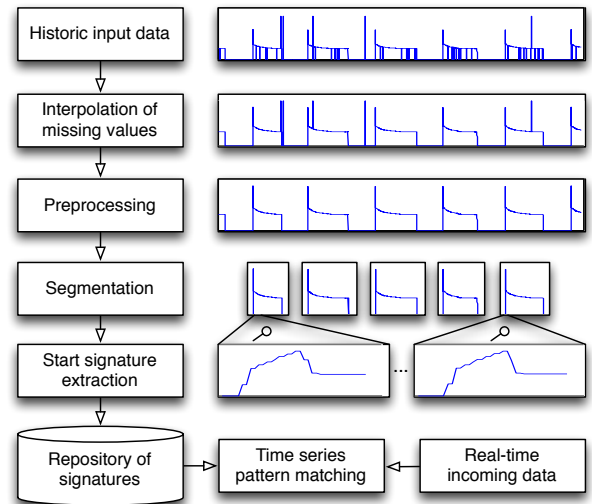 Historic input data
Interpolation of
missing values
Preprocessing
Segmentation
Start signature
extraction
...
Repository of
signatures
Time series
pattern matching
Real-time
incoming data